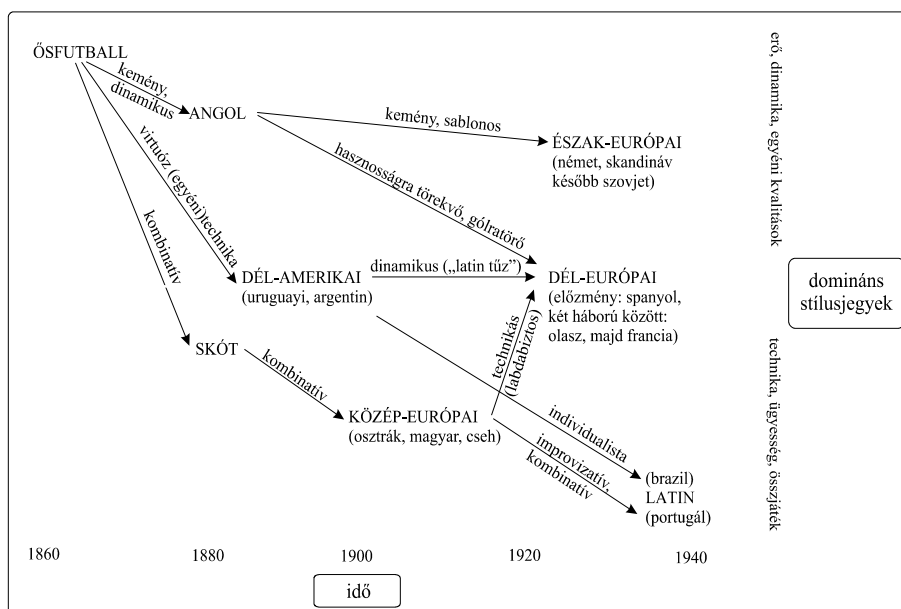 ŐSFUTBALL
kemény,
dinamikus
ANGOL
kemény, sablonos
ÉSZAK-EURÓPAI
(német, skandináv
később szovjet)
virtuóz (egyéni)technika
hasznosságra törekvő, gólratörő
kombinatív
DÉL-AMERIKAI
(uruguayi, argentin)
dinamikus („latin tűz”)
DÉL-EURÓPAI
(előzmény: spanyol,
két háború között:
olasz, majd francia)
SKÓT
kombinatív
technikás
(labdabiztos)
KÖZÉP-EURÓPAI
(osztrák, magyar, cseh)
individualista
improvizatív,
kombinatív
(brazil)
LATIN
(portugál)
erő, dinamika, egyéni kvalitások
domináns
stílusjegyek
technika, ügyesség, összjáték
1860
1880
1900
1920
1940
idő